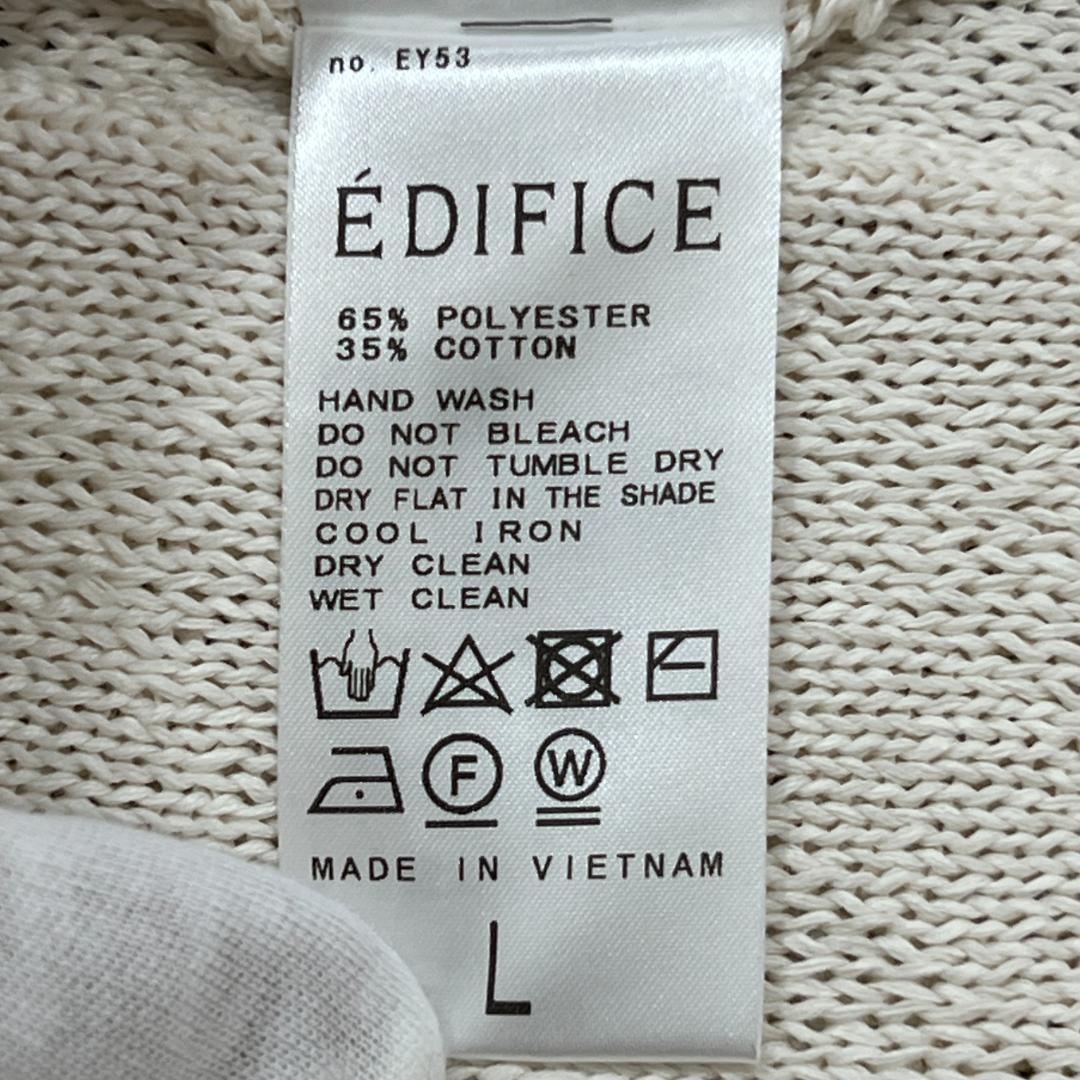 no. EY53
ÉDIFICE
65% POLYESTER
35% COTTON
HAND WASH
DO NOT BLEACH
DO NOT TUMBLE DRY
DRY FLAT IN THE SHADE
COOL IRON
DRY CLEAN
WET CLEAN
F W
MADE IN VIETNAM
L